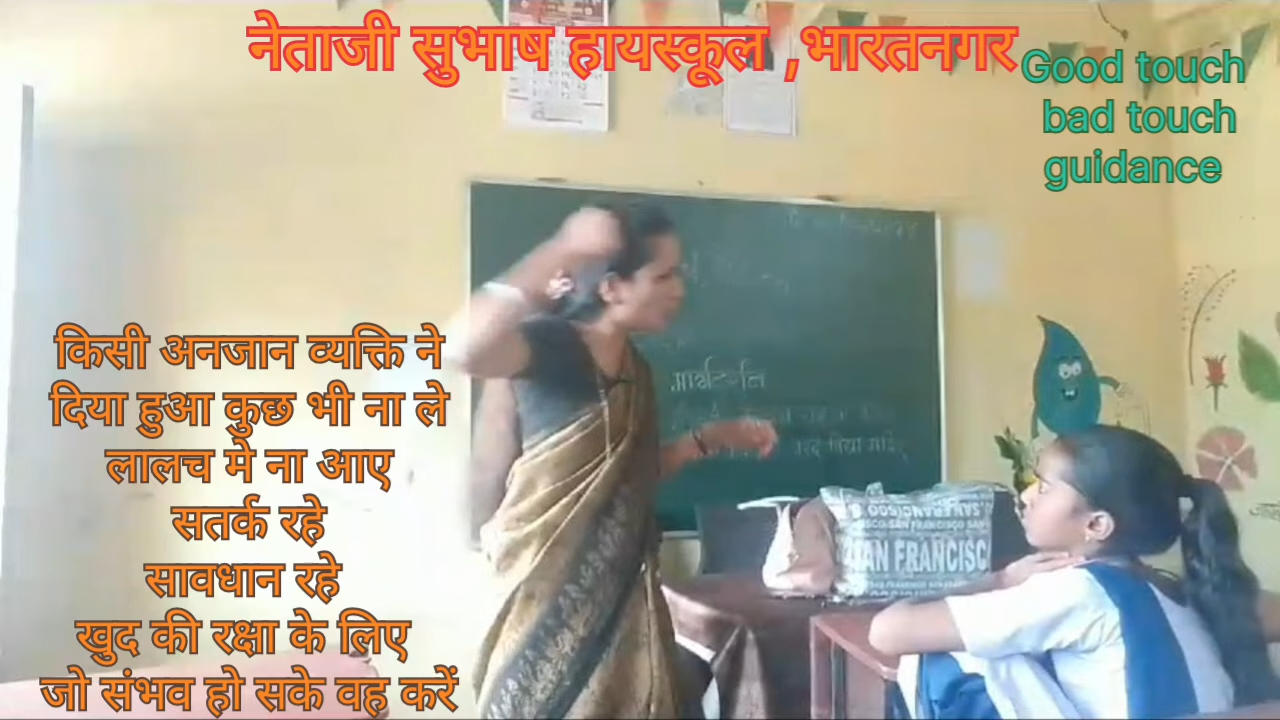 नेताजी सुभाष हायस्कूल ,भारतनगर
Good touch
bad touch
guidance
किसी अनजान व्यक्ति ने
दिया हुआ कुछ भी ना ले
लालच मे ना आए
सतर्क रहे
सावधान रहे
खुद की रक्षा के लिए
जो संभव हो सके वह करें
SAN FRANCISC